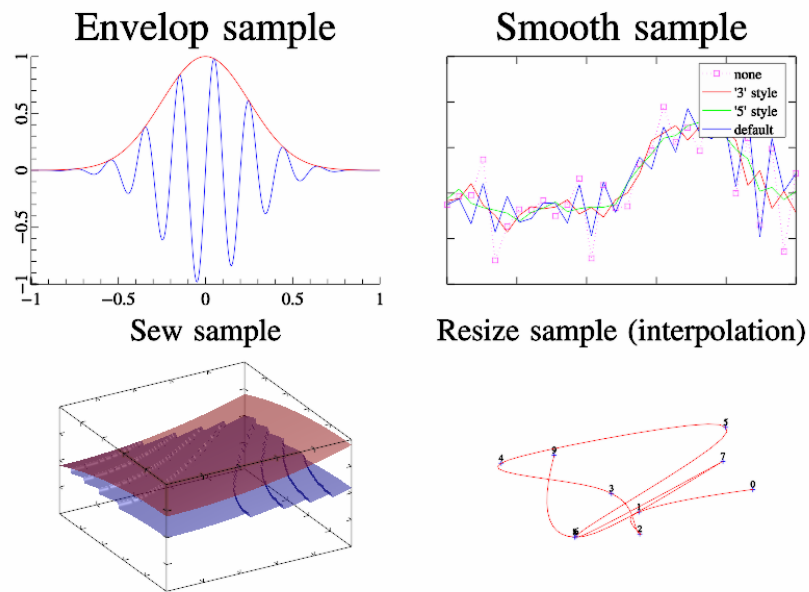 Envelop sample
Smooth sample
1
0.5
0
−0.5
−1
−1 −0.5 0 0.5 1
none
'3' style
'5' style
default
Sew sample
Resize sample (interpolation)
5
9
4
7
3
0
1
2